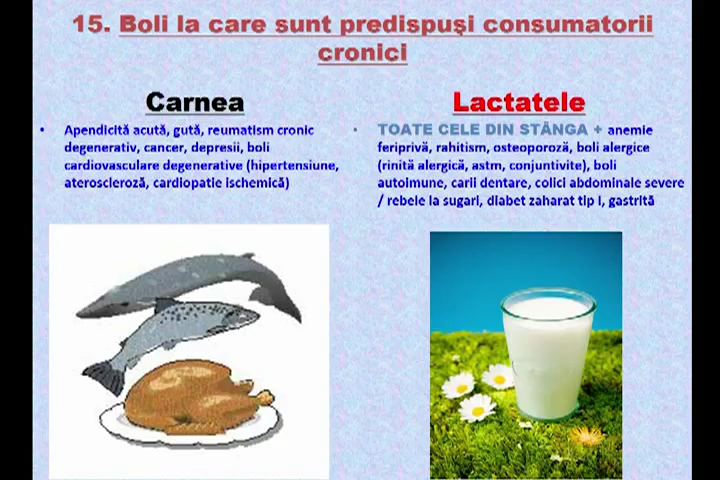 15. Boli la care sunt predispuşi consumatorii
cronici
Carnea
• Apendicită acută, gută, reumatism cronic
degenerativ, cancer, depresii, boli
cardiovasculare degenerative (hipertensiune,
ateroscleroză, cardiopatie ischemică)
Lactatele
• TOATE CELE DIN STÂNGA + anemie
feriprivă, rahitism, osteoporoză, boli alergice
(rinită alergică, astm, conjuntivite), boli
autoimune, carii dentare, colici abdominale severe
/ rebele la sugari, diabet zaharat tip I, gastrită